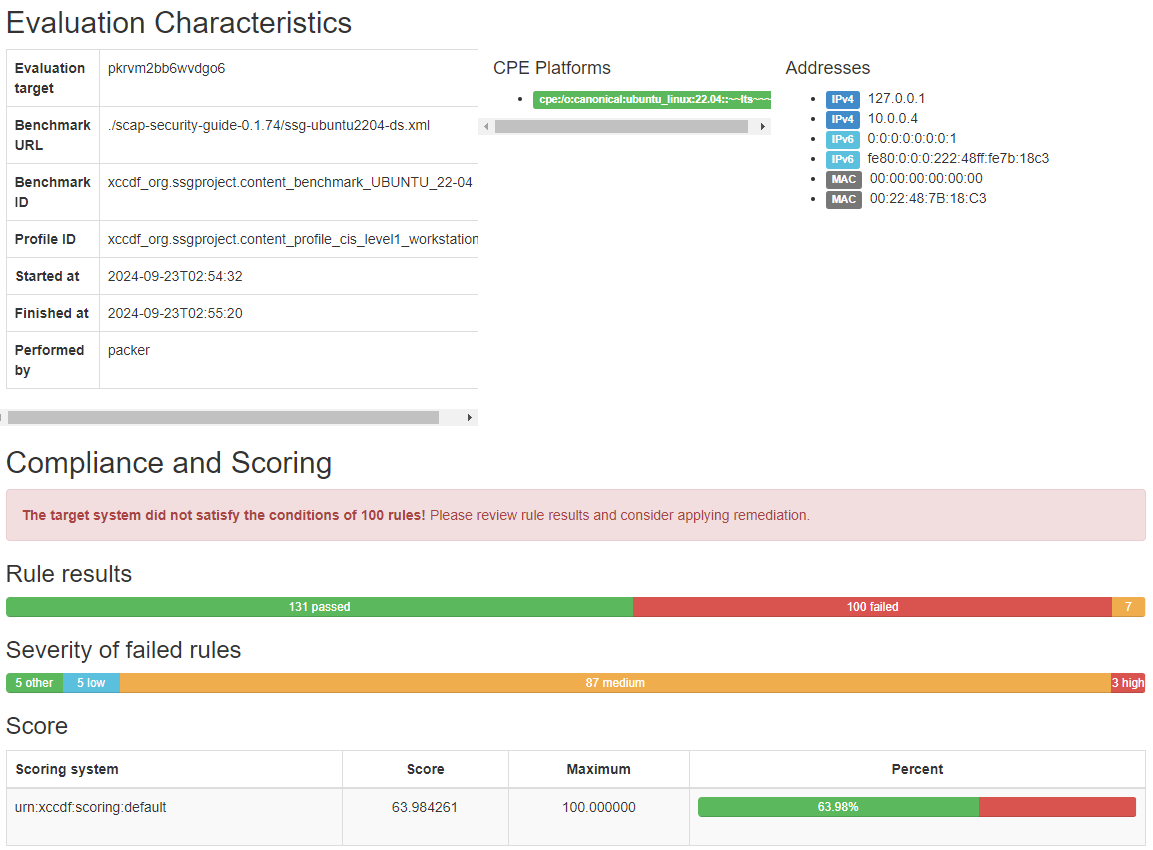 Evaluation Characteristics
Evaluation target
pkrvm2bb6wvdgo6
Benchmark URL
./scap-security-guide-0.1.74/ssg-ubuntu2204-ds.xml
Benchmark ID
xccdf_org.ssgproject.content_benchmark_UBUNTU_22-04
Profile ID
xccdf_org.ssgproject.content_profile_cis_level1_workstation
Started at
2024-09-23T02:54:32
Finished at
2024-09-23T02:55:20
Performed by
packer
CPE Platforms
cpe:/o:canonical:ubuntu_linux:22.04::~~lts~~~
Addresses
IPv4 127.0.0.1
IPv4 10.0.0.4
IPv6 0:0:0:0:0:0:0:1
IPv6 fe80:0:0:0:222:48ff:fe7b:18c3
MAC 00:00:00:00:00:00
MAC 00:22:48:7B:18:C3
Compliance and Scoring
The target system did not satisfy the conditions of 100 rules! Please review rule results and consider applying remediation.
Rule results
131 passed 100 failed 7
Severity of failed rules
5 other 5 low 87 medium 3 high
Score
Scoring system Score Maximum Percent
urn:xccdf:scoring:default 63.984261 100.000000 63.98%